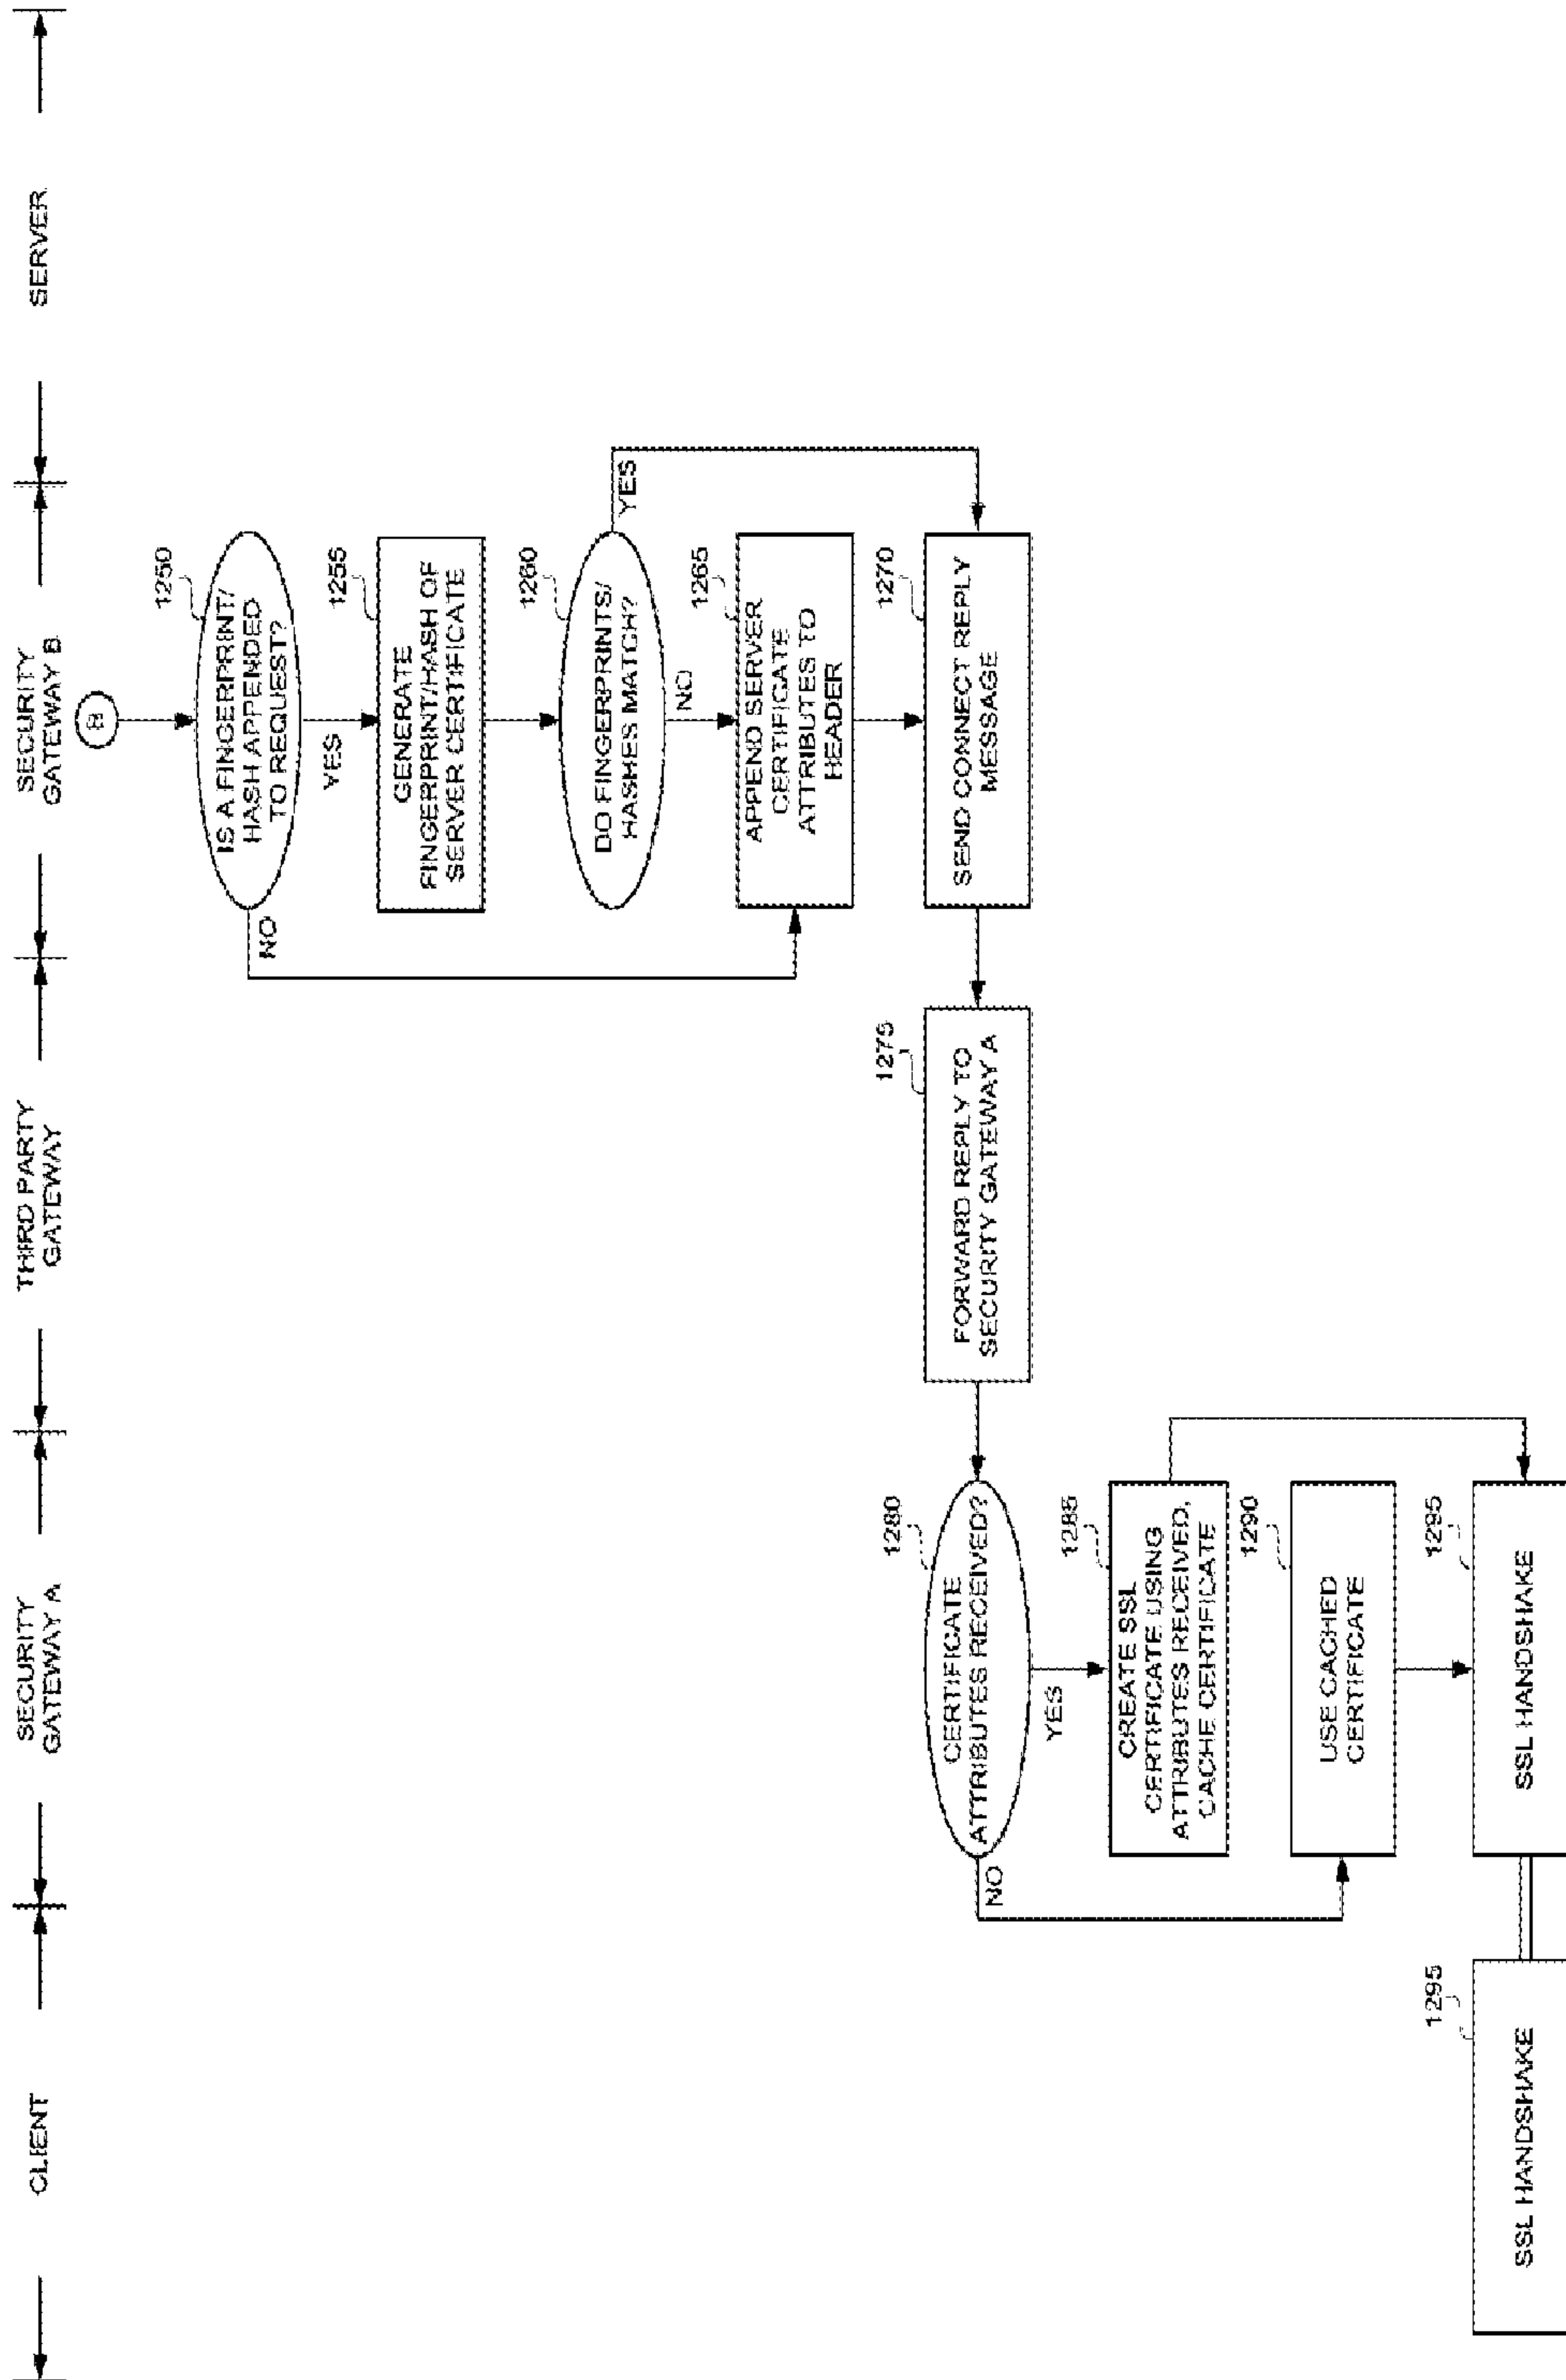 CLIENT
SECURITY
GATEWAY A
THIRD PARTY
GATEWAY
SECURITY
GATEWAY B
SERVER
B
1250
IS A FINGERPRINT/
HASH APPENDED
TO REQUEST?
NO
YES
1255
GENERATE
FINGERPRINT/HASH OF
SERVER CERTIFICATE
1260
DO FINGERPRINTS/
HASHES MATCH?
YES
NO
1265
APPEND SERVER
CERTIFICATE
ATTRIBUTES TO
HEADER
1270
SEND CONNECT REPLY
MESSAGE
1275
FORWARD REPLY TO
SECURITY GATEWAY A
1280
CERTIFICATE
ATTRIBUTES RECEIVED?
NO
YES
1285
CREATE SSL
CERTIFICATE USING
ATTRIBUTES RECEIVED,
CACHE CERTIFICATE
1290
USE CACHED
CERTIFICATE
1295
SSL HANDSHAKE
1295
SSL HANDSHAKE